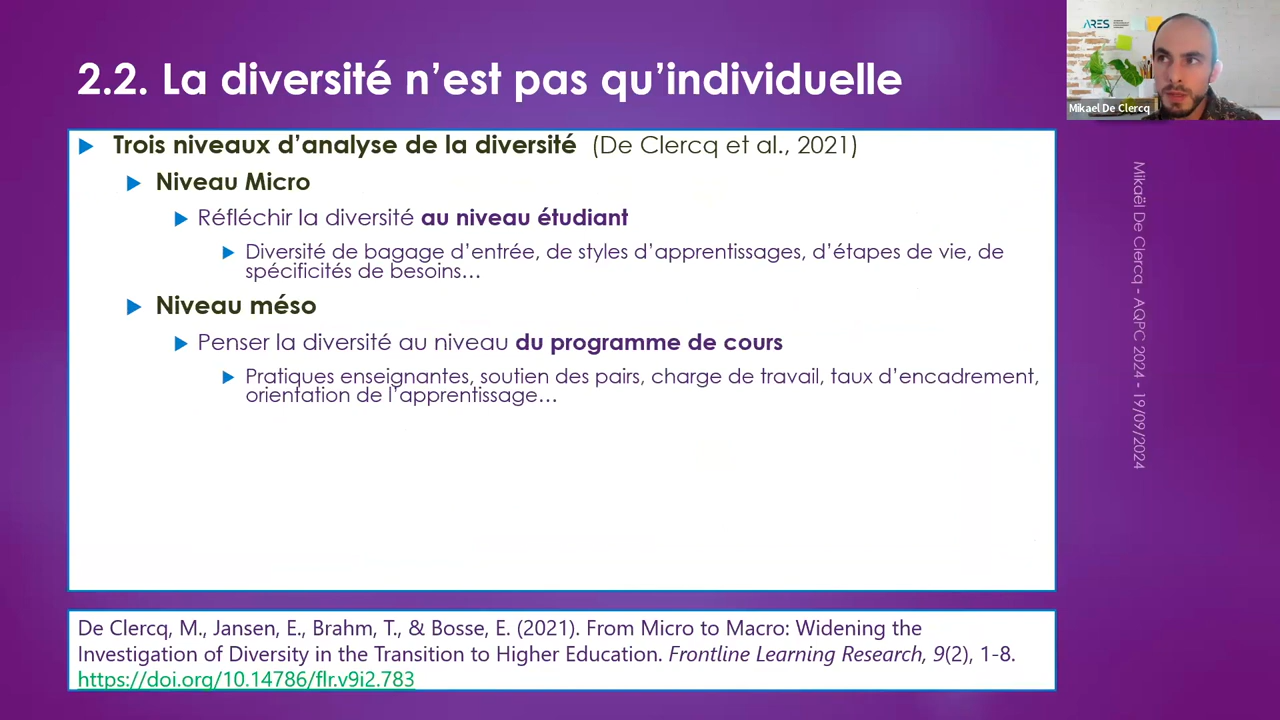 2.2. La diversité n’est pas qu’individuelle
Trois niveaux d’analyse de la diversité (De Clercq et al., 2021)
Niveau Micro
Réfléchir la diversité au niveau étudiant
Diversité de bagage d’entrée, de styles d’apprentissages, d’étapes de vie, de
spécificités de besoins…
Niveau méso
Penser la diversité au niveau du programme de cours
Pratiques enseignantes, soutien des pairs, charge de travail, taux d’encadrement,
orientation de l’apprentissage…
De Clercq, M., Jansen, E., Brahm, T., & Bosse, E. (2021). From Micro to Macro: Widening the
Investigation of Diversity in the Transition to Higher Education. Frontline Learning Research, 9(2), 1-8.
https://doi.org/10.14786/flr.v9i2.783
ARES
Mikael De Clercq
Mikaël De Clercq - AQPC 2024 - 19/09/2024